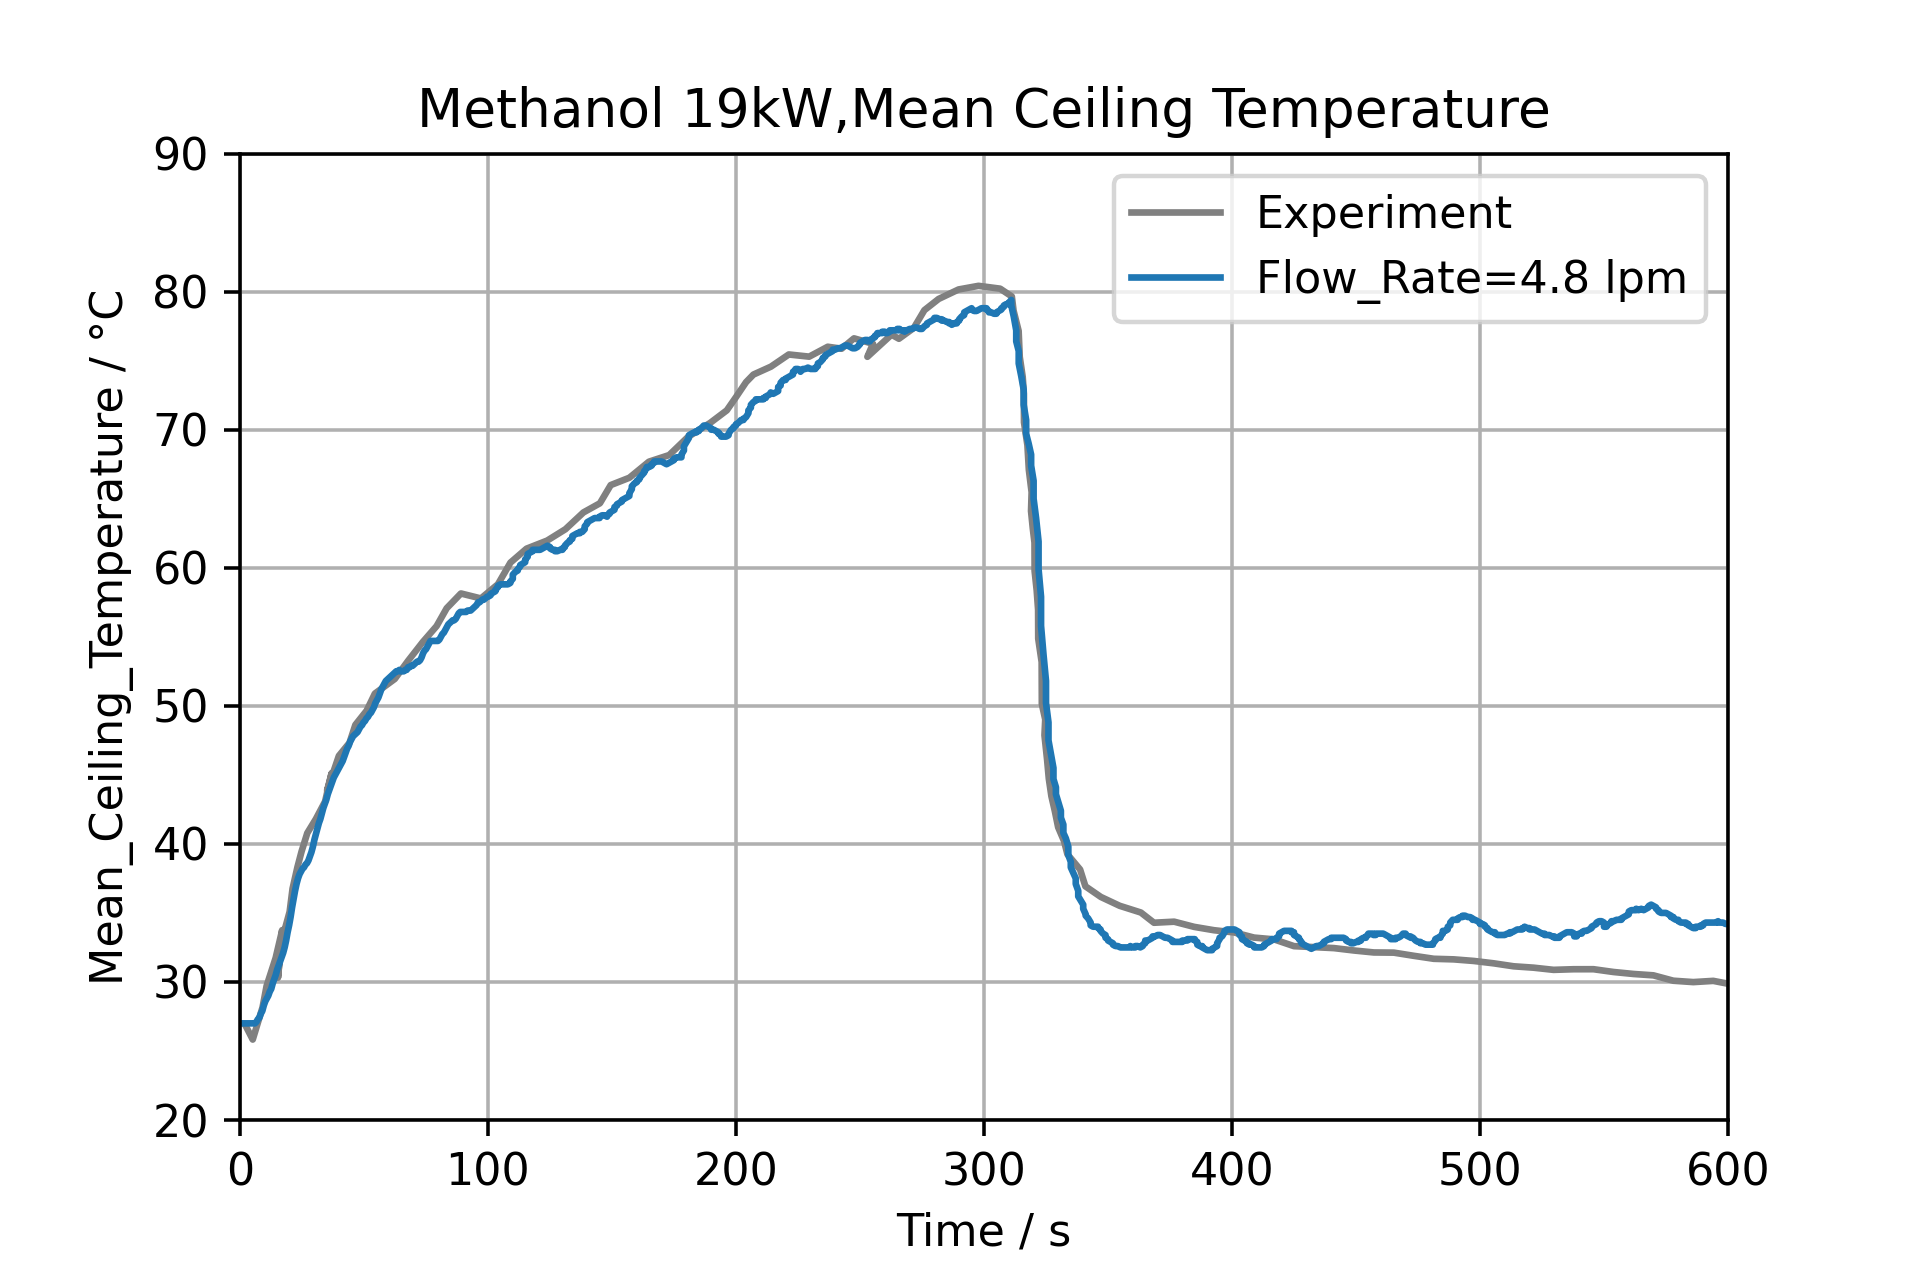 Methanol 19kW,Mean Ceiling Temperature
Mean_Ceiling_Temperature / °C
90
80
70
60
50
40
30
20
Experiment
Flow_Rate=4.8 lpm
0 100 200 300 400 500 600
Time / s